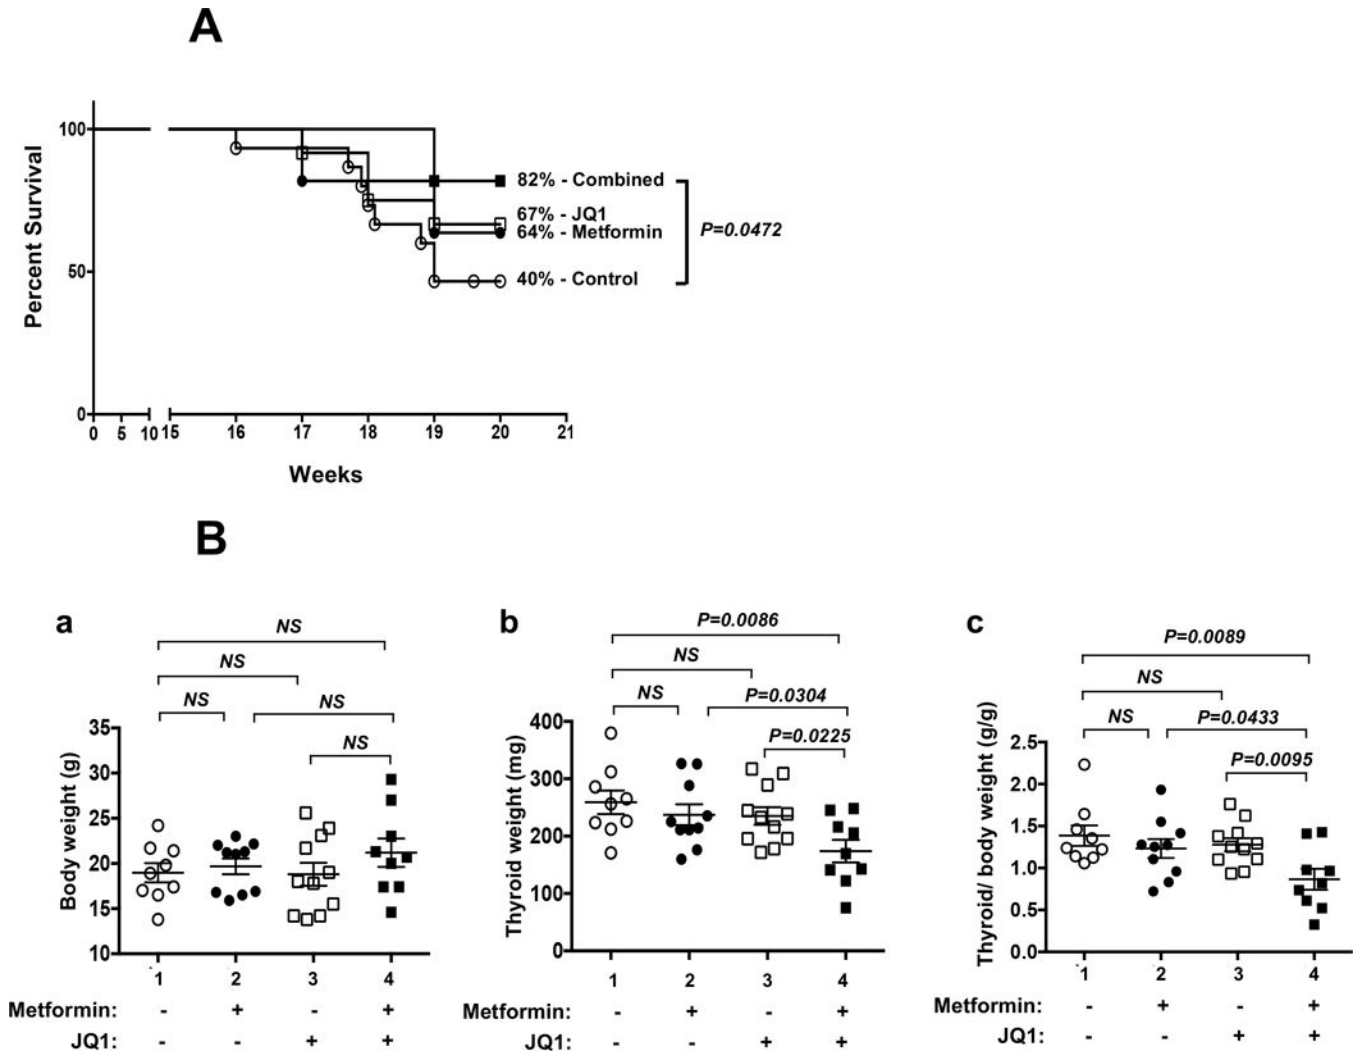 A
Percent Survival
100
50
0
0 5 10 15 16 17 18 19 20 21
Weeks
82% - Combined
67% - JQ1
64% - Metformin
40% - Control
P=0.0472
B
a
NS
NS
NS
NS
NS
Body weight (g)
35
30
25
20
15
10
1 2 3 4
Metformin: - + - +
JQ1: - - + +
b
P=0.0086
NS
NS
P=0.0304
P=0.0225
Thyroid weight (mg)
400
300
200
100
0
1 2 3 4
- + - +
- - + +
c
P=0.0089
NS
NS
P=0.0433
P=0.0095
Thyroid/ body weight (g/g)
2.5
2.0
1.5
1.0
0.5
0.0
1 2 3 4
Metformin: - + - +
JQ1: - - + +